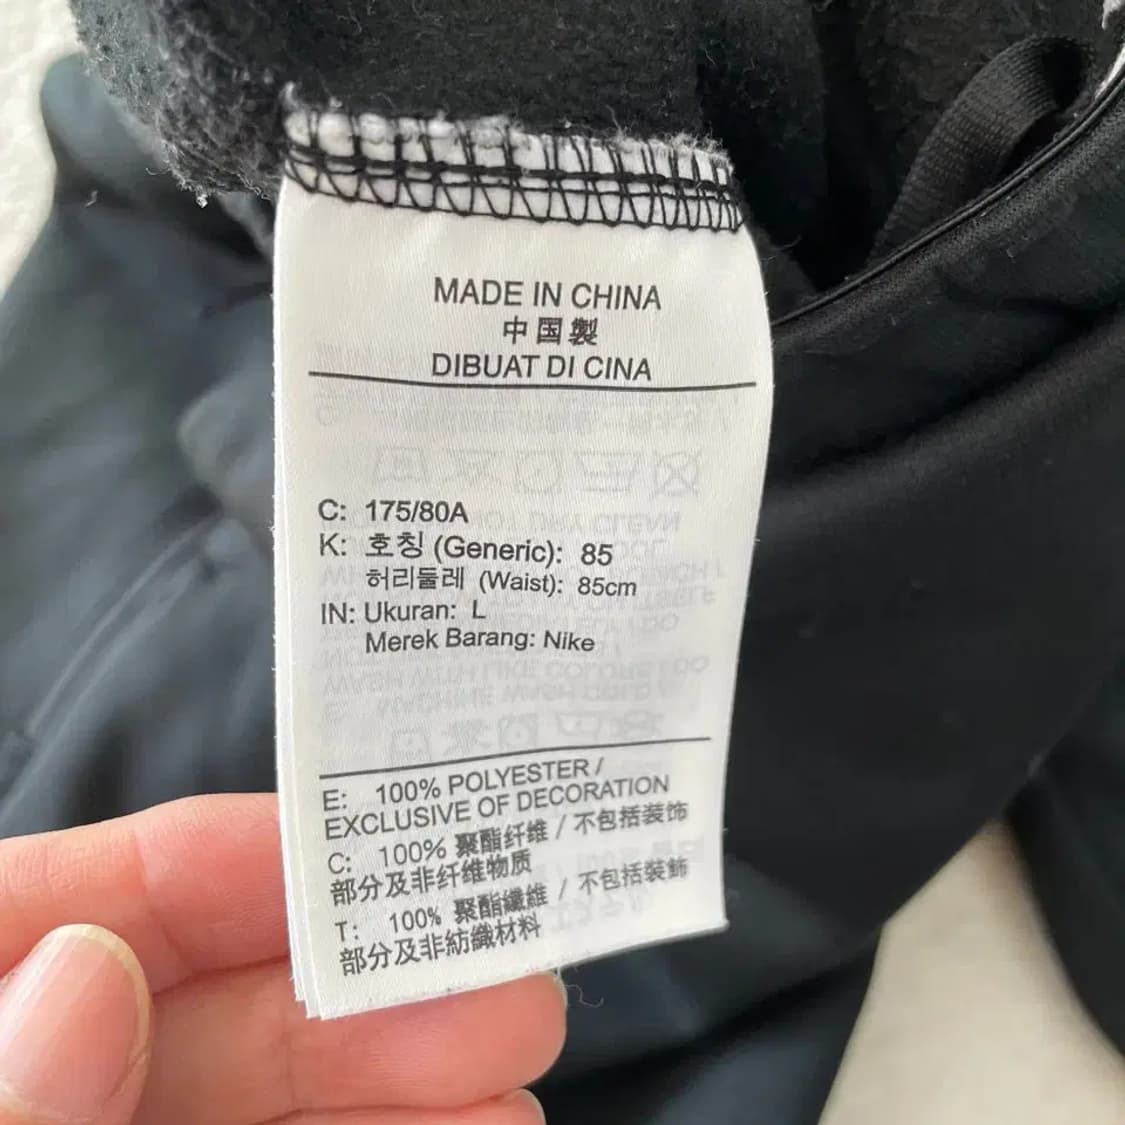 MADE IN CHINA
中国製
DIBUAT DI CINA
C: 175/80A
K: 호칭 (Generic): 85
허리둘레 (Waist): 85cm
IN: Ukuran: L
Merek Barang: Nike
E: 100% POLYESTER /
EXCLUSIVE OF DECORATION
C: 100% 聚酯纤维 / 不包括装饰
部分及非纤维物质
T: 100% 聚酯纖維 / 不包括装飾
部分及非紡織材料